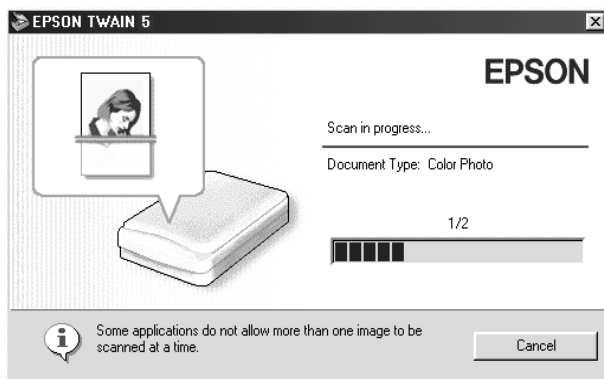 EPSON TWAIN 5
EPSON
Scan in progress...
Document Type: Color Photo
1/2
Some applications do not allow more than one image to be
scanned at a time.
Cancel